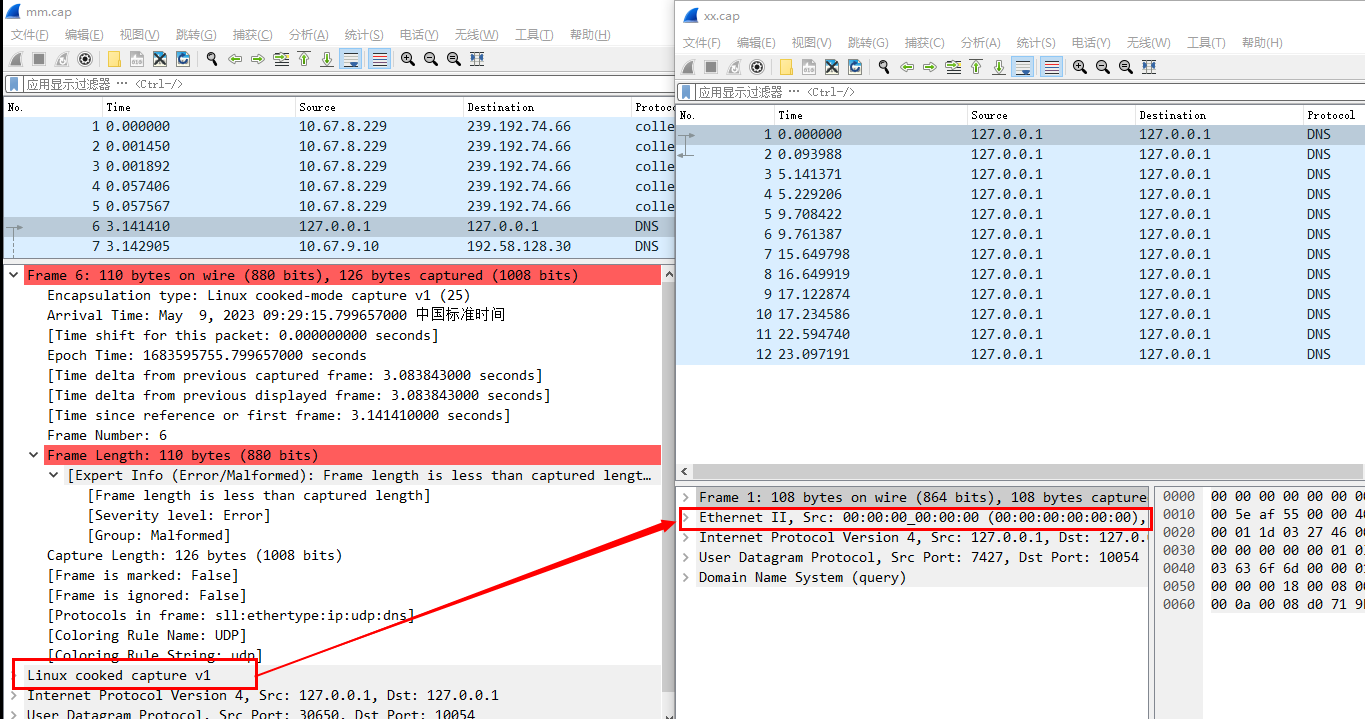 mm.cap
文件(F) 编辑(E) 视图(V) 跳转(G) 捕获(C) 分析(A) 统计(S) 电话(Y) 无线(W) 工具(T) 帮助(H)
应用显示过滤器 ··· <Ctrl-/>
No. Time Source Destination Protoco
1 0.000000 10.67.8.229 239.192.74.66 colle
2 0.001450 10.67.8.229 239.192.74.66 colle
3 0.001892 10.67.8.229 239.192.74.66 colle
4 0.057406 10.67.8.229 239.192.74.66 colle
5 0.057567 10.67.8.229 239.192.74.66 colle
6 3.141410 127.0.0.1 127.0.0.1 DNS
7 3.142905 10.67.9.10 192.58.128.30 DNS
Frame 6: 110 bytes on wire (880 bits), 126 bytes captured (1008 bits)
Encapsulation type: Linux cooked-mode capture v1 (25)
Arrival Time: May  9, 2023 09:29:15.799657000 中国标准时间
[Time shift for this packet: 0.000000000 seconds]
Epoch Time: 1683595755.799657000 seconds
[Time delta from previous captured frame: 3.083843000 seconds]
[Time delta from previous displayed frame: 3.083843000 seconds]
[Time since reference or first frame: 3.141410000 seconds]
Frame Number: 6
Frame Length: 110 bytes (880 bits)
[Expert Info (Error/Malformed): Frame length is less than captured lengt…
[Frame length is less than captured length]
[Severity level: Error]
[Group: Malformed]
Capture Length: 126 bytes (1008 bits)
[Frame is marked: False]
[Frame is ignored: False]
[Protocols in frame: sll:ethertype:ip:udp:dns]
[Coloring Rule Name: UDP]
[Coloring Rule String: udp]
Linux cooked capture v1
Internet Protocol Version 4, Src: 127.0.0.1, Dst: 127.0.0.1
User Datagram Protocol, Src Port: 30650, Dst Port: 10054
xx.cap
文件(F) 编辑(E) 视图(V) 跳转(G) 捕获(C) 分析(A) 统计(S) 电话(Y) 无线(W) 工具(T) 帮助(H)
应用显示过滤器 ··· <Ctrl-/>
No. Time Source Destination Protocol
1 0.000000 127.0.0.1 127.0.0.1 DNS
2 0.093988 127.0.0.1 127.0.0.1 DNS
3 5.141371 127.0.0.1 127.0.0.1 DNS
4 5.229206 127.0.0.1 127.0.0.1 DNS
5 9.708422 127.0.0.1 127.0.0.1 DNS
6 9.761387 127.0.0.1 127.0.0.1 DNS
7 15.649798 127.0.0.1 127.0.0.1 DNS
8 16.649919 127.0.0.1 127.0.0.1 DNS
9 17.122874 127.0.0.1 127.0.0.1 DNS
10 17.234586 127.0.0.1 127.0.0.1 DNS
11 22.594740 127.0.0.1 127.0.0.1 DNS
12 23.097191 127.0.0.1 127.0.0.1 DNS
Frame 1: 108 bytes on wire (864 bits), 108 bytes capture
Ethernet II, Src: 00:00:00_00:00:00 (00:00:00:00:00:00),
Internet Protocol Version 4, Src: 127.0.0.1, Dst: 127.0.
User Datagram Protocol, Src Port: 7427, Dst Port: 10054
Domain Name System (query)
0000 00 00 00 00 00 00 0
0010 00 5e af 55 00 00 40
0020 00 01 1d 03 27 46 00
0030 00 00 00 00 00 01 03
0040 03 63 6f 6d 00 00 01
0050 00 00 00 18 00 08 00
0060 00 0a 00 08 d0 71 9